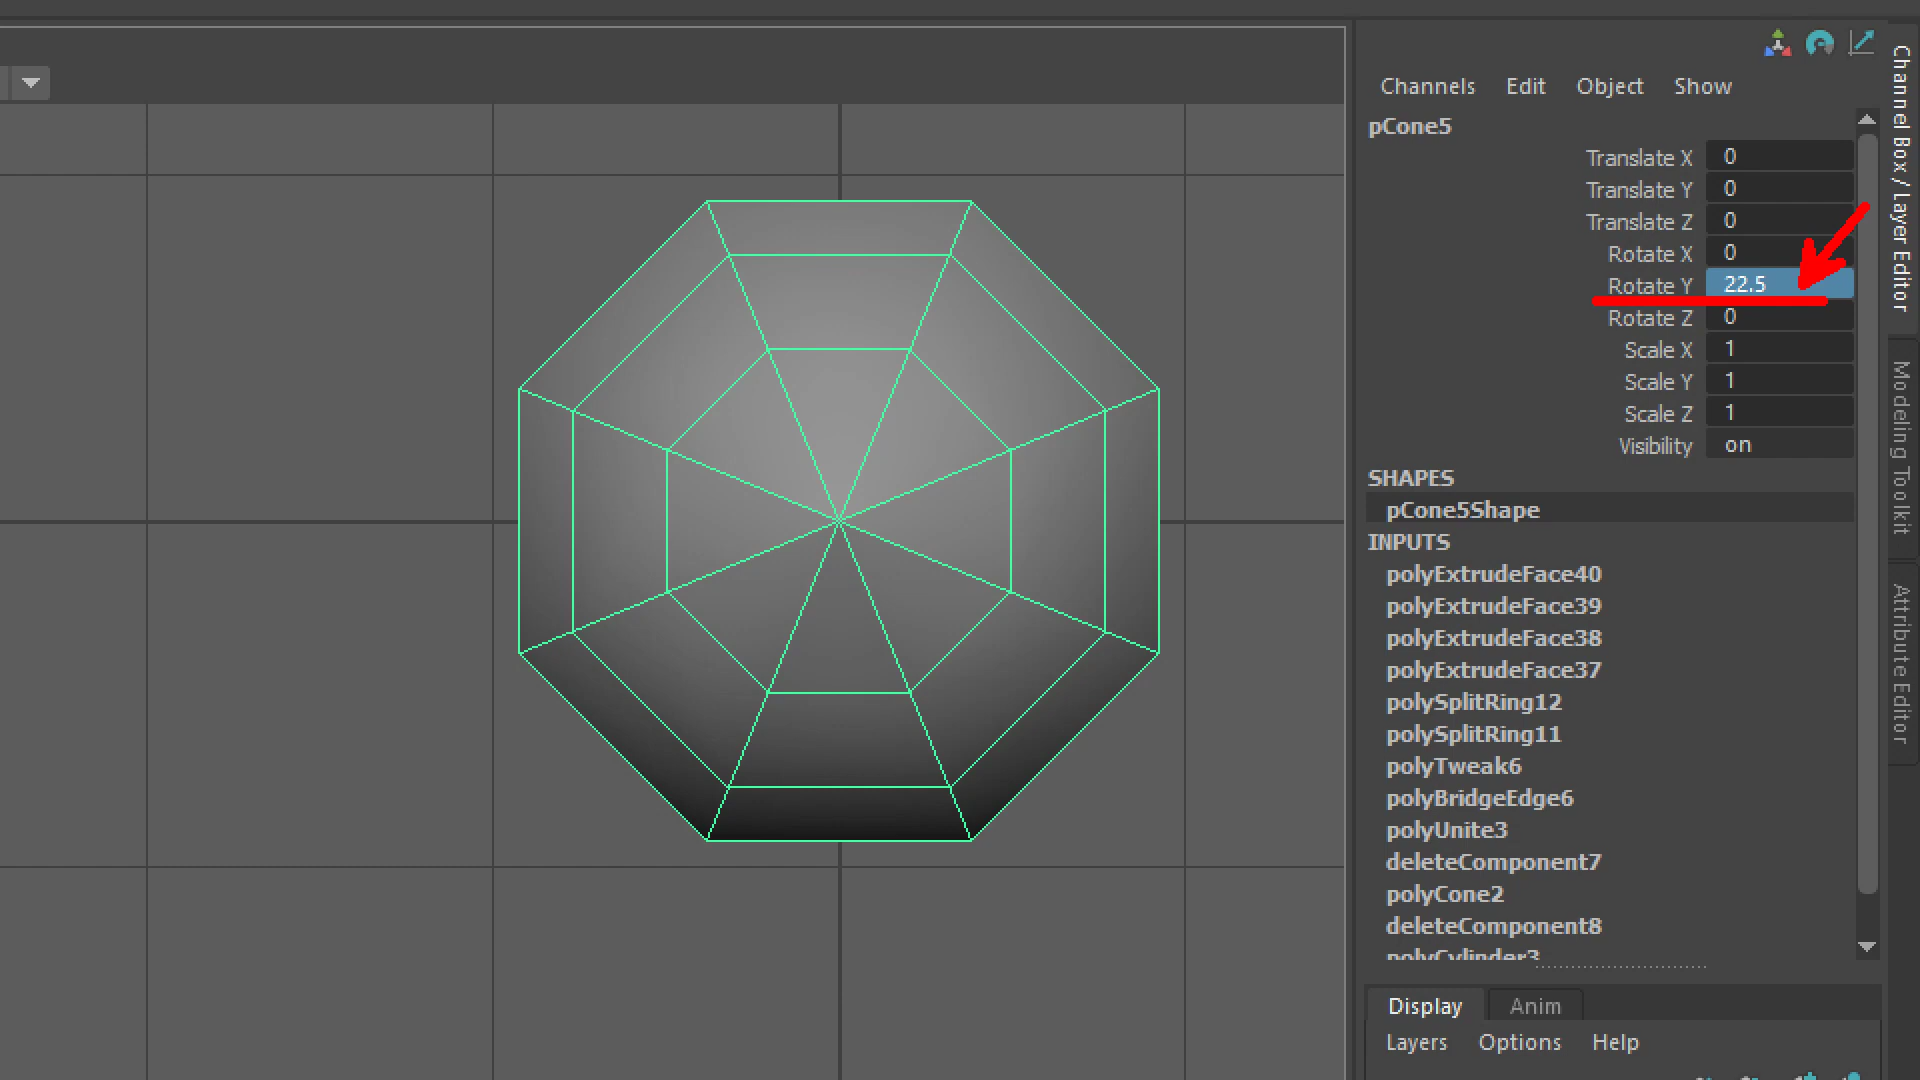 Channels Edit Object Show
pCone5
Translate X 0
Translate Y 0
Translate Z 0
Rotate X 0
Rotate Y 22.5
Rotate Z 0
Scale X 1
Scale Y 1
Scale Z 1
Visibility on
SHAPES
pCone5Shape
INPUTS
polyExtrudeFace40
polyExtrudeFace39
polyExtrudeFace38
polyExtrudeFace37
polySplitRing12
polySplitRing11
polyTweak6
polyBridgeEdge6
polyUnite3
deleteComponent7
polyCone2
deleteComponent8
polyCylinder3
Display Anim
Layers Options Help
Channel Box / Layer Editor
Modeling Toolkit
Attribute Editor